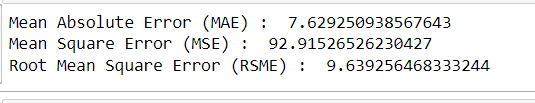 Mean Absolute Error (MAE) :  7.629250938567643
Mean Square Error (MSE) :  92.91526526230427
Root Mean Square Error (RSME) :  9.639256468333244